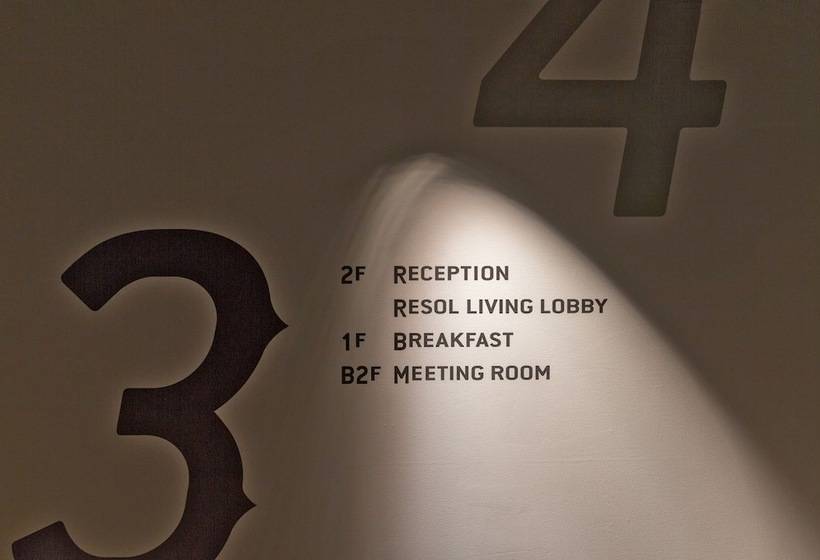 4
3
2F RECEPTION
RESOL LIVING LOBBY
1F BREAKFAST
B2F MEETING ROOM